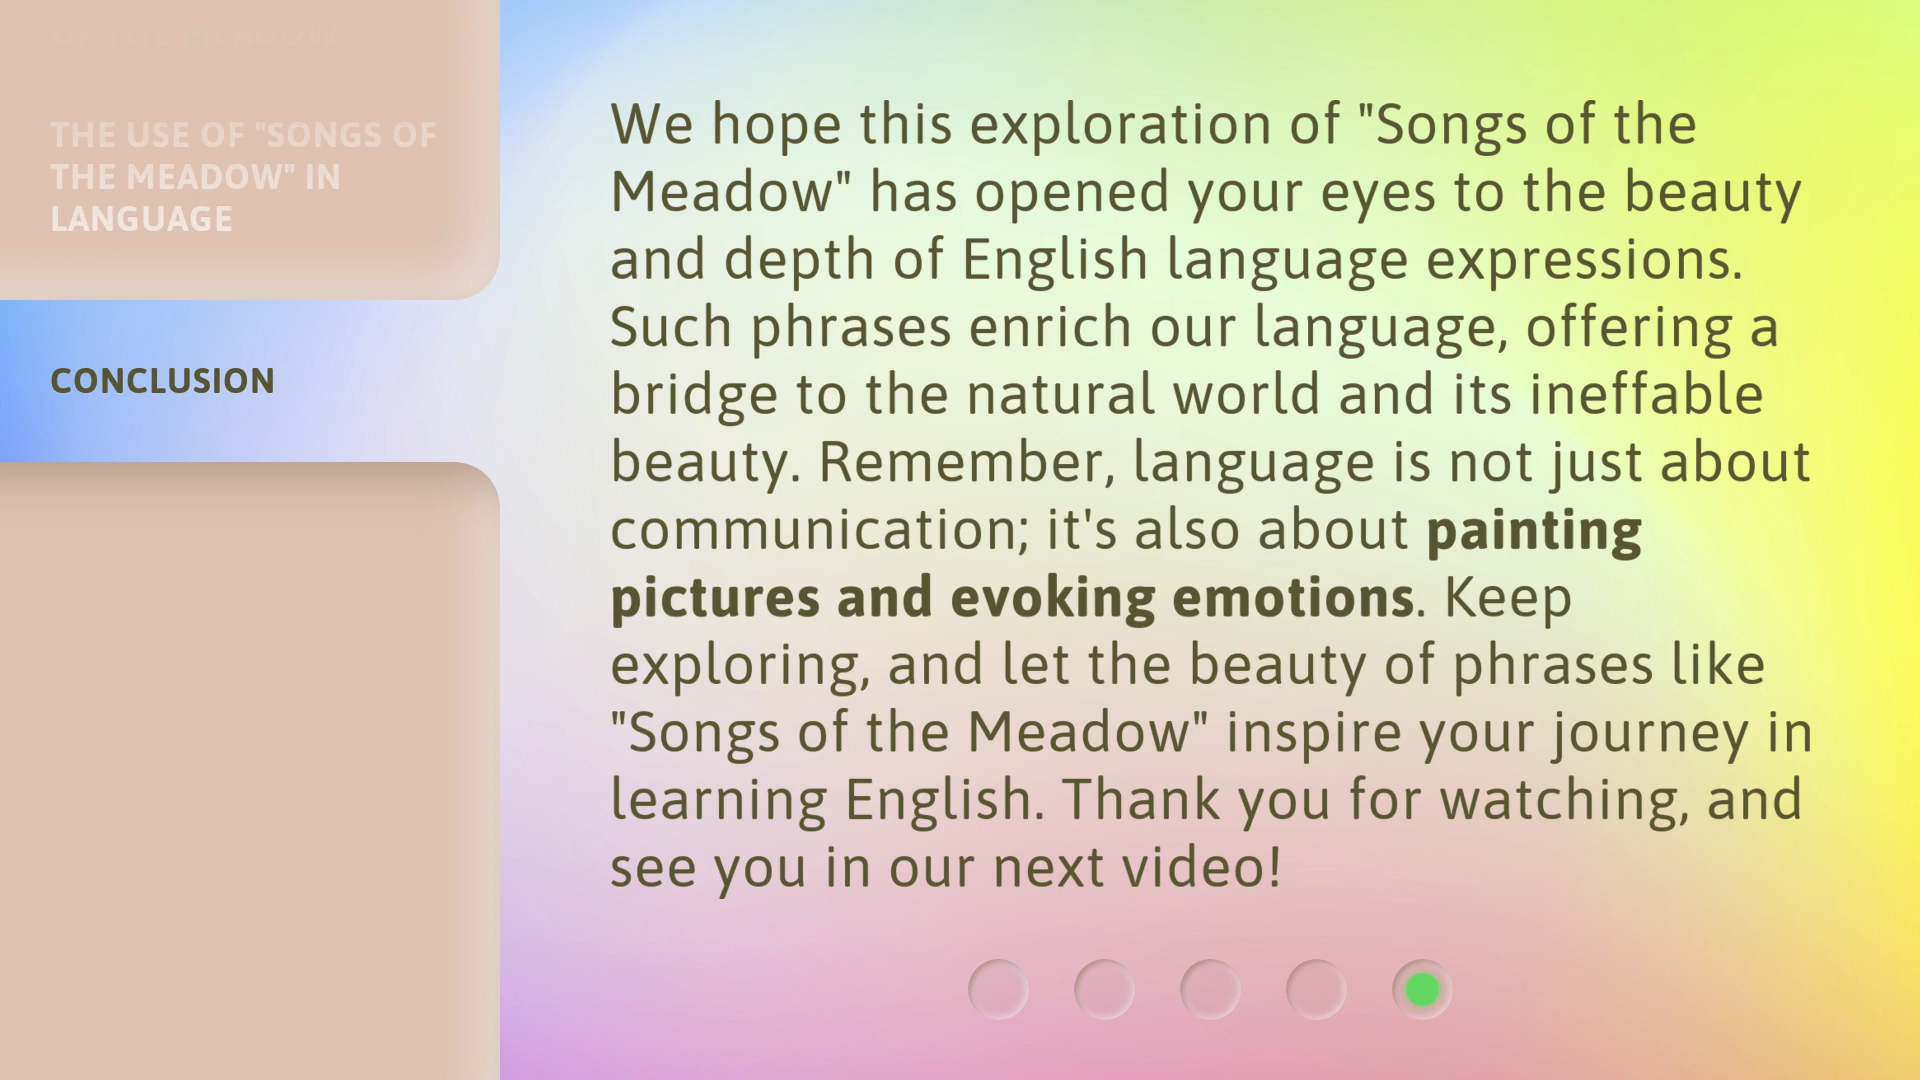 OF THE MEADOW
THE USE OF "SONGS OF
THE MEADOW" IN
LANGUAGE
CONCLUSION
We hope this exploration of "Songs of the
Meadow" has opened your eyes to the beauty
and depth of English language expressions.
Such phrases enrich our language, offering a
bridge to the natural world and its ineffable
beauty. Remember, language is not just about
communication; it's also about painting
pictures and evoking emotions. Keep
exploring, and let the beauty of phrases like
"Songs of the Meadow" inspire your journey in
learning English. Thank you for watching, and
see you in our next video!